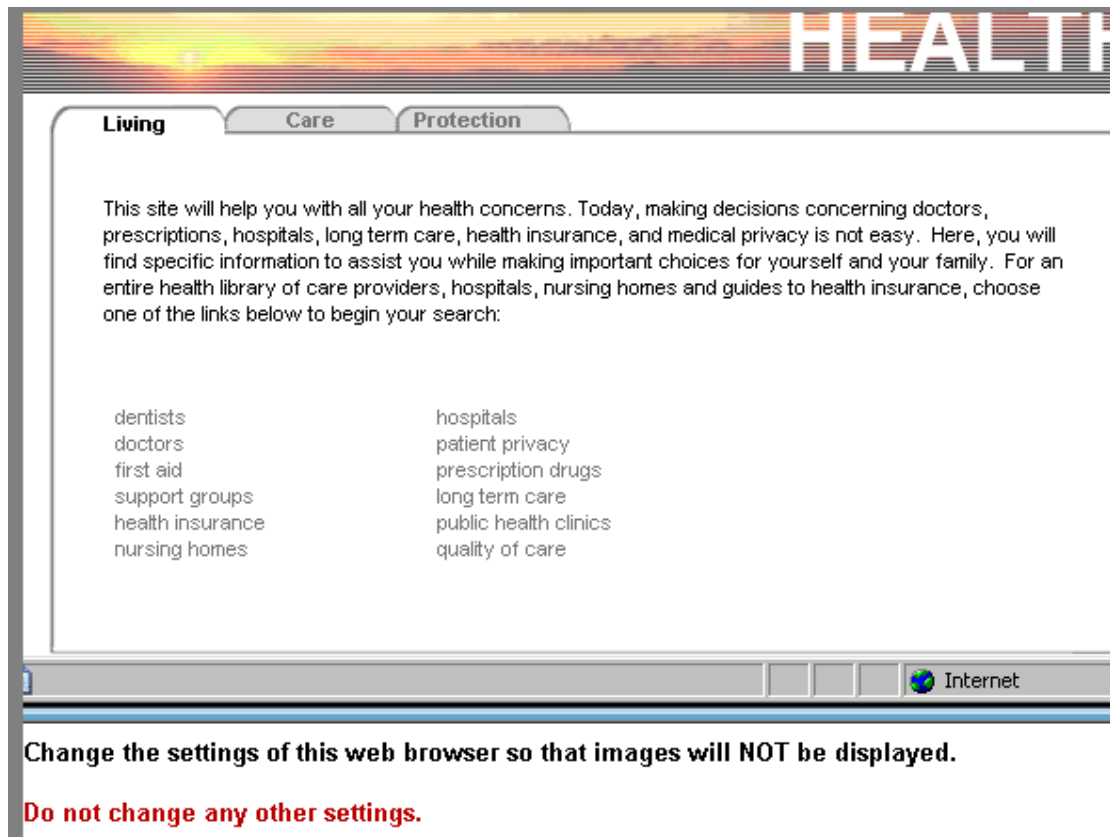 HEALTH
Living Care Protection
This site will help you with all your health concerns. Today, making decisions concerning doctors,
prescriptions, hospitals, long term care, health insurance, and medical privacy is not easy.  Here, you will
find specific information to assist you while making important choices for yourself and your family.  For an
entire health library of care providers, hospitals, nursing homes and guides to health insurance, choose
one of the links below to begin your search:
dentists hospitals
doctors patient privacy
first aid prescription drugs
support groups long term care
health insurance public health clinics
nursing homes quality of care
Internet
Change the settings of this web browser so that images will NOT be displayed.
Do not change any other settings.